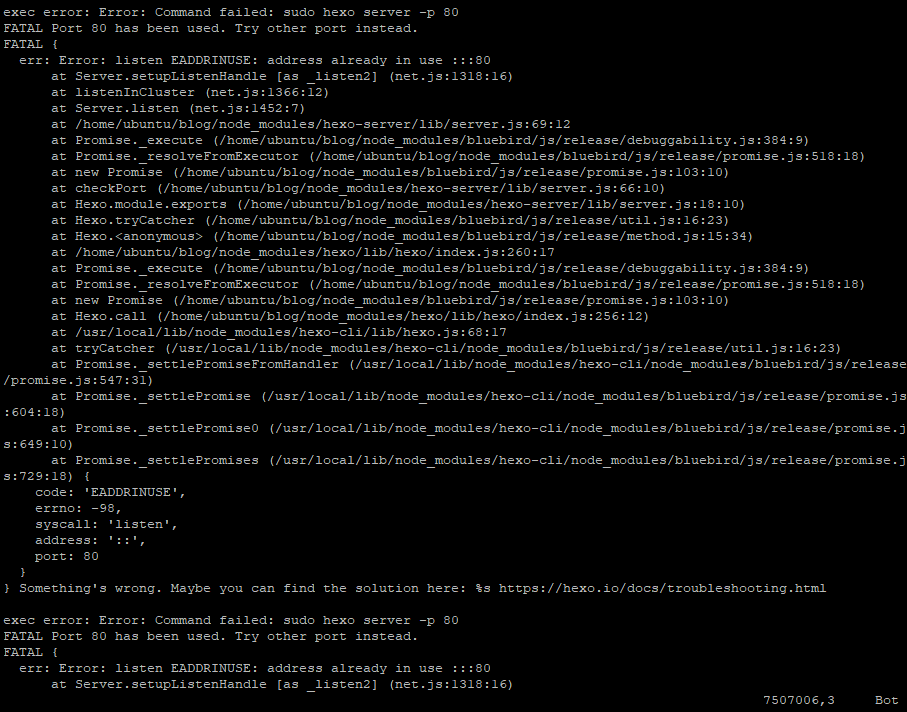 exec error: Error: Command failed: sudo hexo server -p 80
FATAL Port 80 has been used. Try other port instead.
FATAL {
  err: Error: listen EADDRINUSE: address already in use :::80
      at Server.setupListenHandle [as _listen2] (net.js:1318:16)
      at listenInCluster (net.js:1366:12)
      at Server.listen (net.js:1452:7)
      at /home/ubuntu/blog/node_modules/hexo-server/lib/server.js:69:12
      at Promise._execute (/home/ubuntu/blog/node_modules/bluebird/js/release/debuggability.js:384:9)
      at Promise._resolveFromExecutor (/home/ubuntu/blog/node_modules/bluebird/js/release/promise.js:518:18)
      at new Promise (/home/ubuntu/blog/node_modules/bluebird/js/release/promise.js:103:10)
      at checkPort (/home/ubuntu/blog/node_modules/hexo-server/lib/server.js:66:10)
      at Hexo.module.exports (/home/ubuntu/blog/node_modules/hexo-server/lib/server.js:18:10)
      at Hexo.tryCatcher (/home/ubuntu/blog/node_modules/bluebird/js/release/util.js:16:23)
      at Hexo.<anonymous> (/home/ubuntu/blog/node_modules/bluebird/js/release/method.js:15:34)
      at /home/ubuntu/blog/node_modules/hexo/lib/hexo/index.js:260:17
      at Promise._execute (/home/ubuntu/blog/node_modules/bluebird/js/release/debuggability.js:384:9)
      at Promise._resolveFromExecutor (/home/ubuntu/blog/node_modules/bluebird/js/release/promise.js:518:18)
      at new Promise (/home/ubuntu/blog/node_modules/bluebird/js/release/promise.js:103:10)
      at Hexo.call (/home/ubuntu/blog/node_modules/hexo/lib/hexo/index.js:256:12)
      at /usr/local/lib/node_modules/hexo-cli/lib/hexo.js:68:17
      at tryCatcher (/usr/local/lib/node_modules/hexo-cli/node_modules/bluebird/js/release/util.js:16:23)
      at Promise._settlePromiseFromHandler (/usr/local/lib/node_modules/hexo-cli/node_modules/bluebird/js/release
/promise.js:547:31)
      at Promise._settlePromise (/usr/local/lib/node_modules/hexo-cli/node_modules/bluebird/js/release/promise.js
:604:18)
      at Promise._settlePromise0 (/usr/local/lib/node_modules/hexo-cli/node_modules/bluebird/js/release/promise.j
s:649:10)
      at Promise._settlePromises (/usr/local/lib/node_modules/hexo-cli/node_modules/bluebird/js/release/promise.j
s:729:18) {
    code: 'EADDRINUSE',
    errno: -98,
    syscall: 'listen',
    address: '::',
    port: 80
  }
} Something's wrong. Maybe you can find the solution here: %s https://hexo.io/docs/troubleshooting.html

exec error: Error: Command failed: sudo hexo server -p 80
FATAL Port 80 has been used. Try other port instead.
FATAL {
  err: Error: listen EADDRINUSE: address already in use :::80
      at Server.setupListenHandle [as _listen2] (net.js:1318:16)
7507006,3     Bot